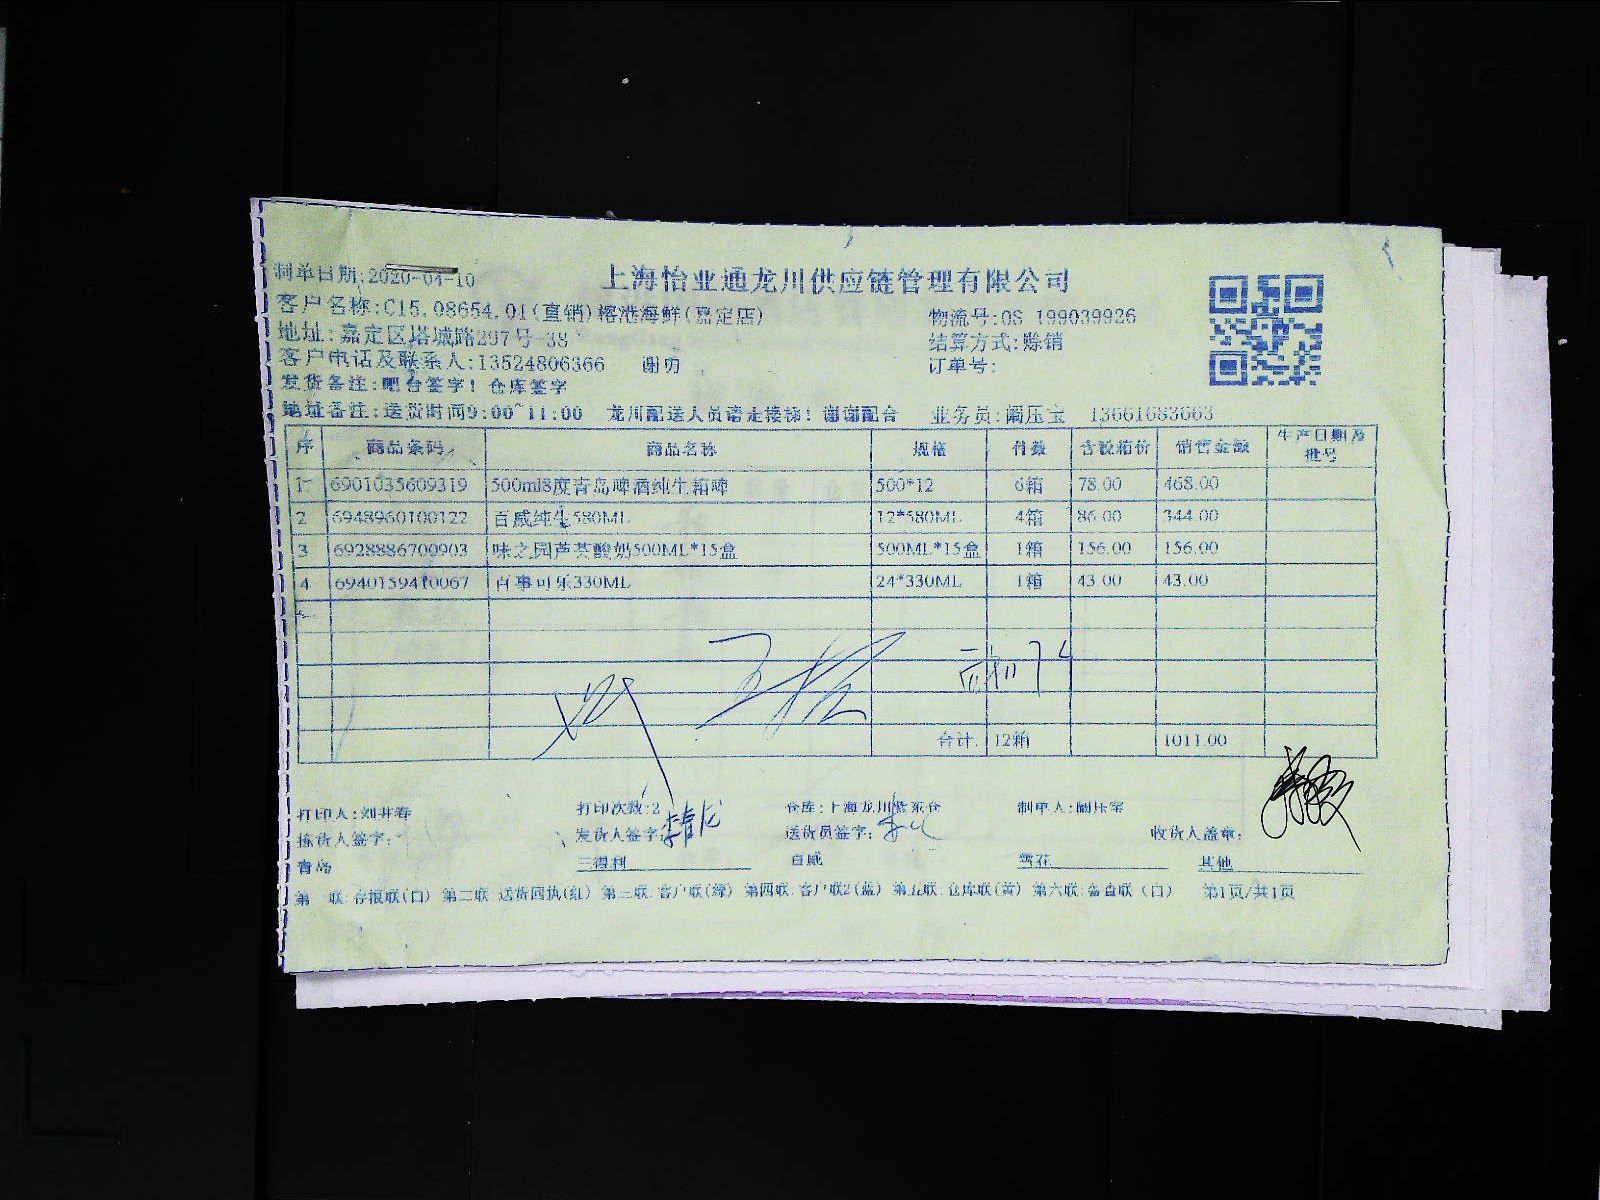 上海怡亚通龙川供应链管理有限公司
制单日期:2020-04-10
客户名称:C15.08654.01(直销)榕港海鲜(嘉定店)
物流号:OS 199039926
地址:嘉定区塔城路297号-38
结算方式:赊销
客户电话及联系人:13524806366 谢明
订单号:
发货备注:吧台签字! 仓库签字
地址备注:送货时间9:00~11:00 龙川配送人员请走楼梯! 谢谢配合 业务员:阚压宝 13661683663
序 商品条码 商品名称 规格 件数 含税箱价 销售金额 生产日期及批号
1 6901035609319 500ml8度青岛啤酒纯生箱啤 500*12 6箱 78.00 468.00
2 6948960100122 百威纯生580ML 12*580ML 4箱 86.00 344.00
3 6928886700903 味之园芦荟酸奶500ML*15盒 500ML*15盒 1箱 156.00 156.00
4 6940159410067 百事可乐330ML 24*330ML 1箱 43.00 43.00
合计: 12箱 1011.00
打印人:刘井春 打印次数:2 仓库:上海龙川 仓 制单人:阚压宝
拣货人签字: 发货人签字: 送货员签字: 收货人盖章:
青岛 三得利 百威 雪花 其他
第一联:存根联(白) 第二联:送货回执(红) 第三联:客户联(绿) 第四联:客户联2(蓝) 第五联:仓库联(黄) 第六联:备查联(白) 第1页/共1页